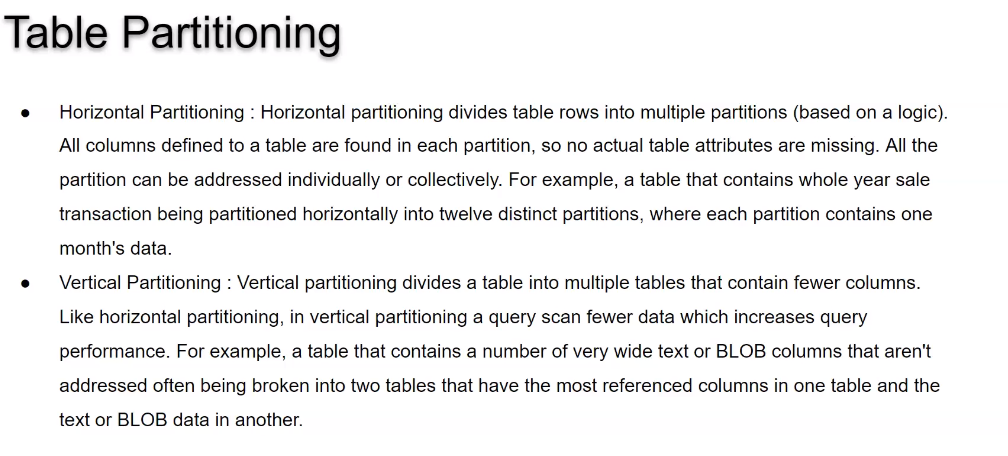 Table Partitioning
● Horizontal Partitioning : Horizontal partitioning divides table rows into multiple partitions (based on a logic).
All columns defined to a table are found in each partition, so no actual table attributes are missing. All the
partition can be addressed individually or collectively. For example, a table that contains whole year sale
transaction being partitioned horizontally into twelve distinct partitions, where each partition contains one
month's data.
● Vertical Partitioning : Vertical partitioning divides a table into multiple tables that contain fewer columns.
Like horizontal partitioning, in vertical partitioning a query scan fewer data which increases query
performance. For example, a table that contains a number of very wide text or BLOB columns that aren't
addressed often being broken into two tables that have the most referenced columns in one table and the
text or BLOB data in another.